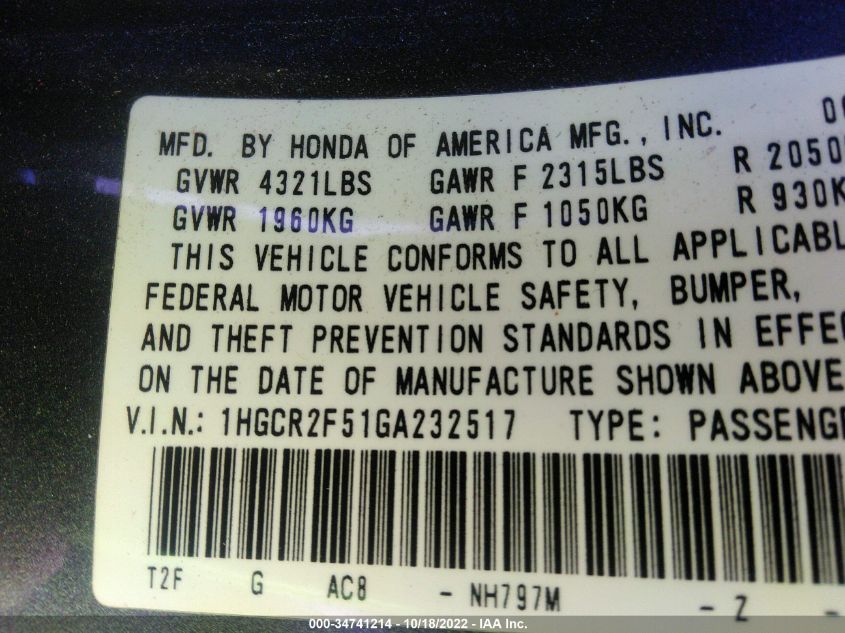 MFD. BY HONDA OF AMERICA MFG., INC.
GVWR 4321LBS GAWR F 2315LBS R 2050
GVWR 1960KG GAWR F 1050KG R 930K
THIS VEHICLE CONFORMS TO ALL APPLICABL
FEDERAL MOTOR VEHICLE SAFETY, BUMPER,
AND THEFT PREVENTION STANDARDS IN EFFEC
ON THE DATE OF MANUFACTURE SHOWN ABOVE
V.I.N.: 1HGCR2F51GA232517 TYPE: PASSENGE
T2F G AC8 - NH797M - Z -
000-34741214 - 10/18/2022 - IAA Inc.